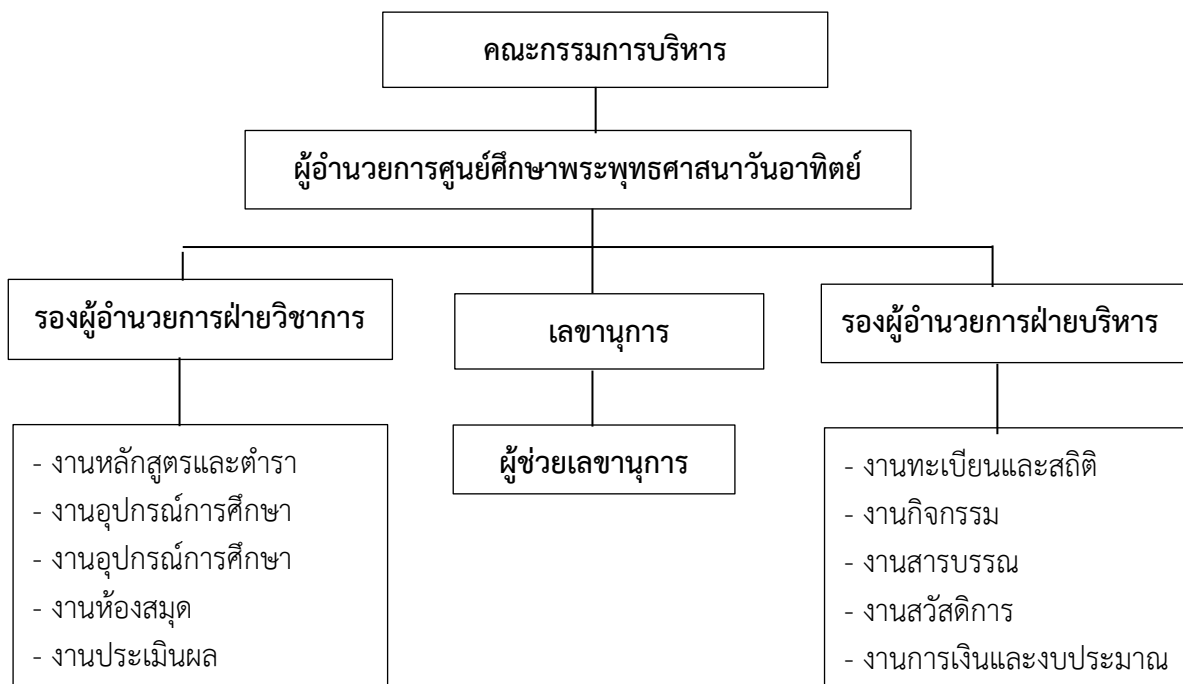 คณะกรรมการบริหาร
ผู้อำนวยการศูนย์ศึกษาพระพุทธศาสนาวันอาทิตย์
รองผู้อำนวยการฝ่ายวิชาการ
เลขานุการ
รองผู้อำนวยการฝ่ายบริหาร
- งานหลักสูตรและตำรา
- งานอุปกรณ์การศึกษา
- งานอุปกรณ์การศึกษา
- งานห้องสมุด
- งานประเมินผล
ผู้ช่วยเลขานุการ
- งานทะเบียนและสถิติ
- งานกิจกรรม
- งานสารบรรณ
- งานสวัสดิการ
- งานการเงินและงบประมาณ